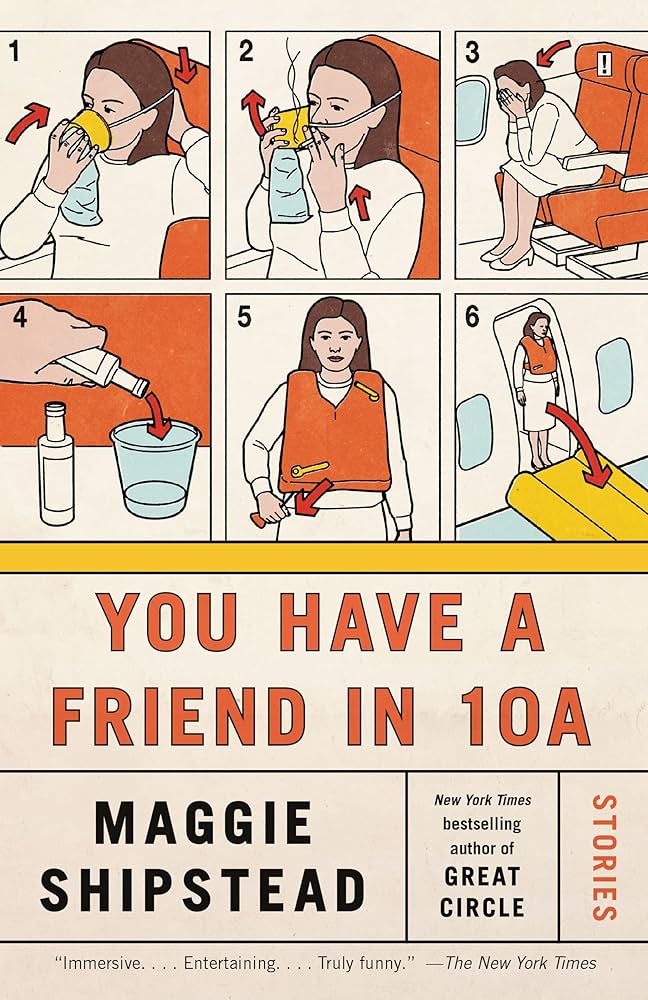 1
2
3
!
4
5
6
YOU HAVE A
FRIEND IN 10A
MAGGIE
SHIPSTEAD
New York Times
bestselling
author of
GREAT
CIRCLE
STORIES
“Immersive. . . . Entertaining. . . . Truly funny.” —The New York Times